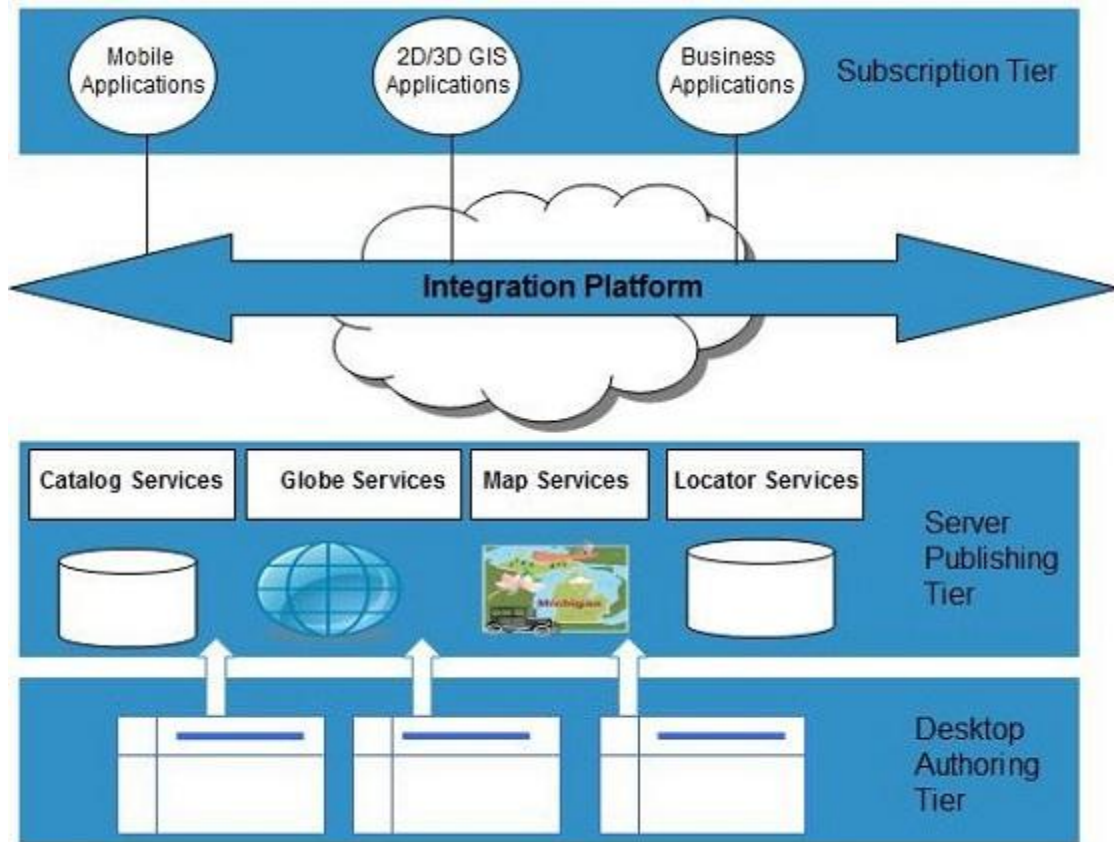 Mobile
Applications
2D/3D GIS
Applications
Business
Applications
Subscription Tier
Integration Platform
Catalog Services
Globe Services
Map Services
Locator Services
Server
Publishing
Tier
Michigan
Desktop
Authoring
Tier